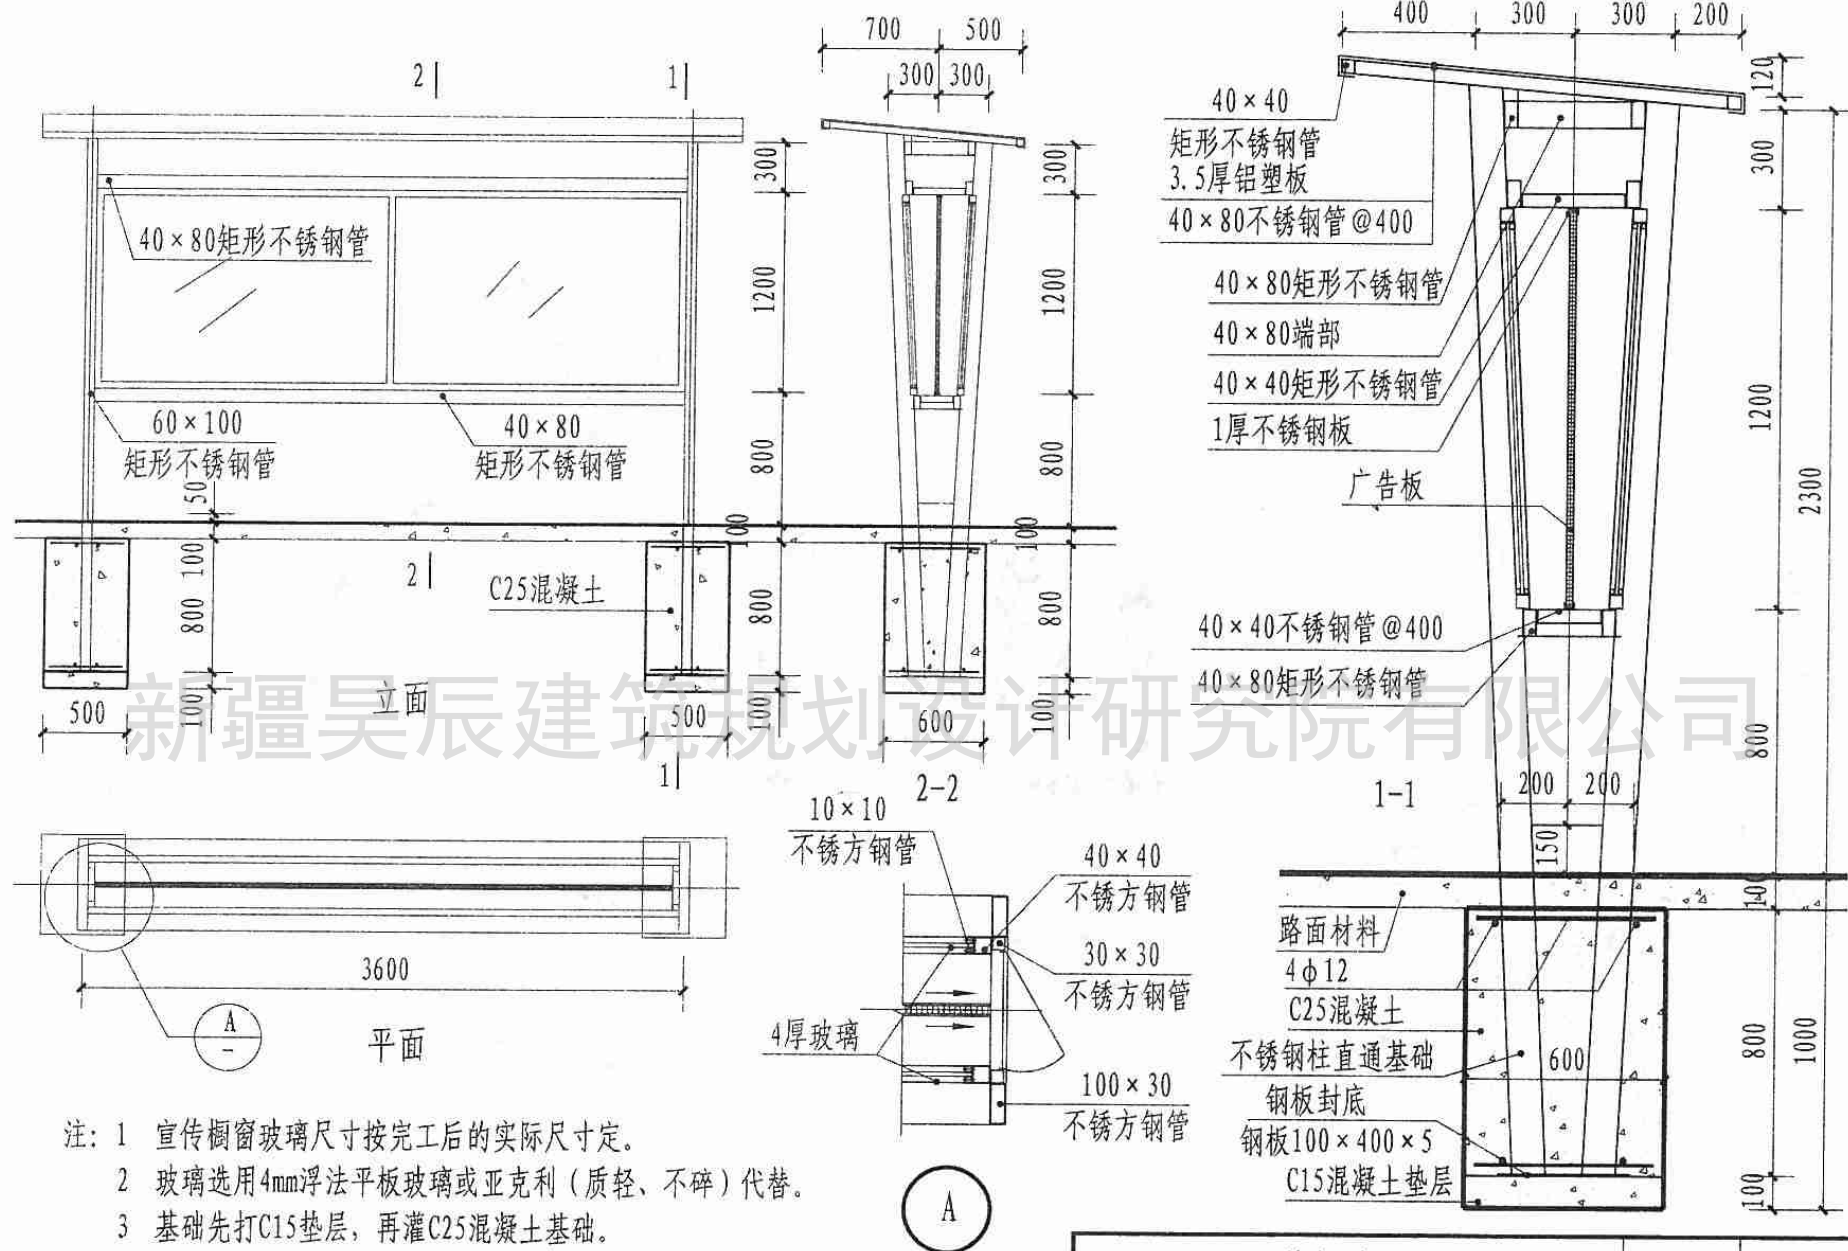 2
1
300
1200
800
100
800
100
50
100
800
100
40×80矩形不锈钢管
60×100
矩形不锈钢管
40×80
矩形不锈钢管
2
C25混凝土
立面
500
500
1
700
500
300
300
300
1200
800
100
800
100
600
2-2
400
300
300
200
120
300
1200
2300
800
100
800
1000
100
40×40
矩形不锈钢管
3.5厚铝塑板
40×80不锈钢管@400
40×80矩形不锈钢管
40×80端部
40×40矩形不锈钢管
1厚不锈钢板
广告板
40×40不锈钢管@400
40×80矩形不锈钢管
1-1
200
200
150
路面材料
4φ12
C25混凝土
不锈钢柱直通基础
600
钢板封底
钢板100×400×5
C15混凝土垫层
新疆昊辰建筑规划设计研究院有限公司
3600
A
-
平面
10×10
不锈方钢管
40×40
不锈方钢管
30×30
不锈方钢管
4厚玻璃
100×30
不锈方钢管
A
注: 1 宣传橱窗玻璃尺寸按完工后的实际尺寸定。
2 玻璃选用4mm浮法平板玻璃或亚克利（质轻、不碎）代替。
3 基础先打C15垫层，再灌C25混凝土基础。